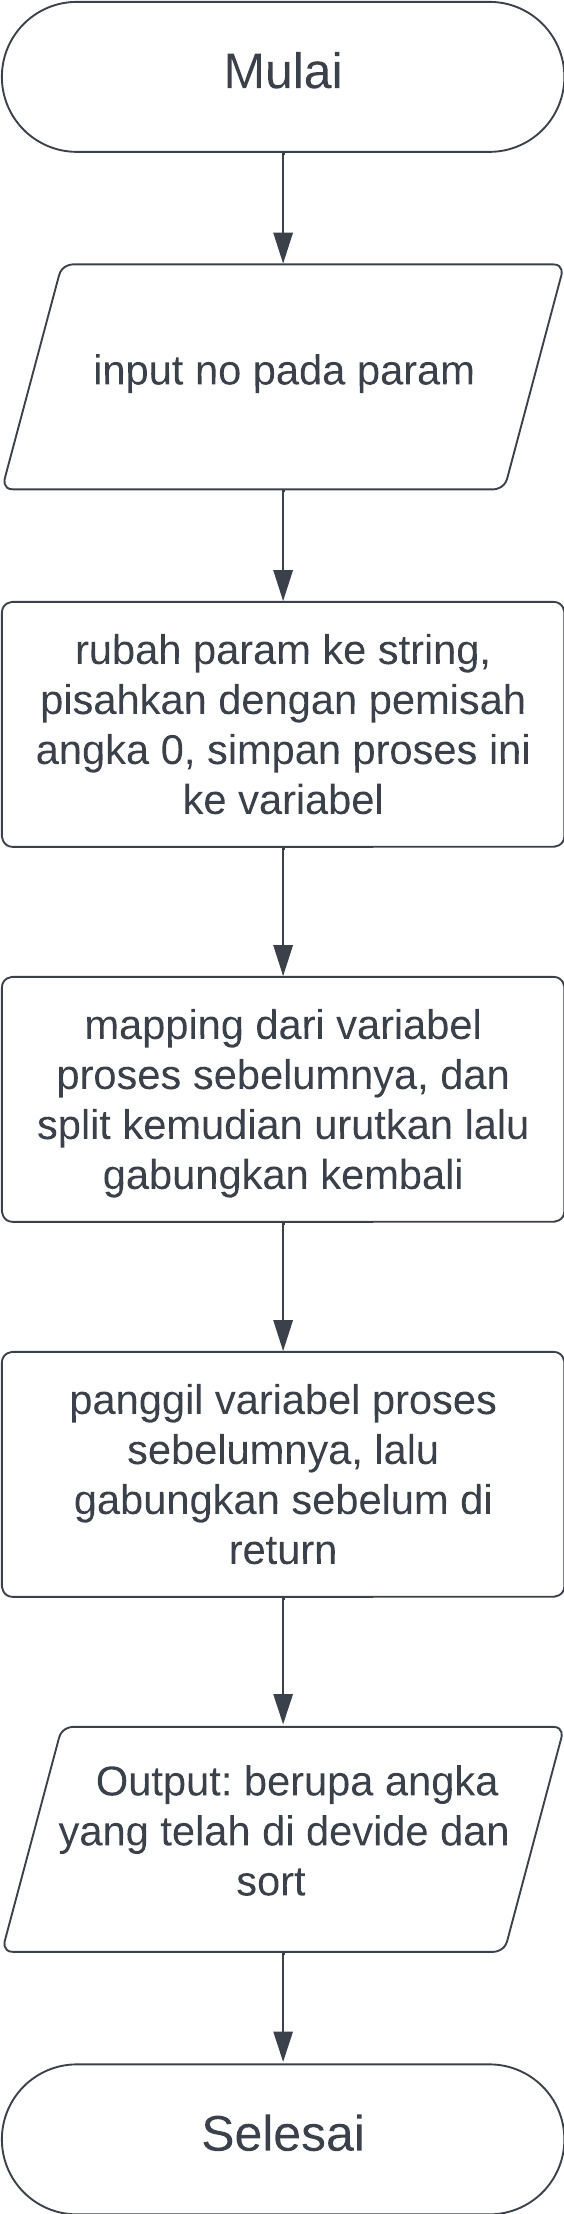 Mulai
input no pada param
rubah param ke string,
pisahkan dengan pemisah
angka 0, simpan proses ini
ke variabel
mapping dari variabel
proses sebelumnya, dan
split kemudian urutkan lalu
gabungkan kembali
panggil variabel proses
sebelumnya, lalu
gabungkan sebelum di
return
Output: berupa angka
yang telah di devide dan
sort
Selesai